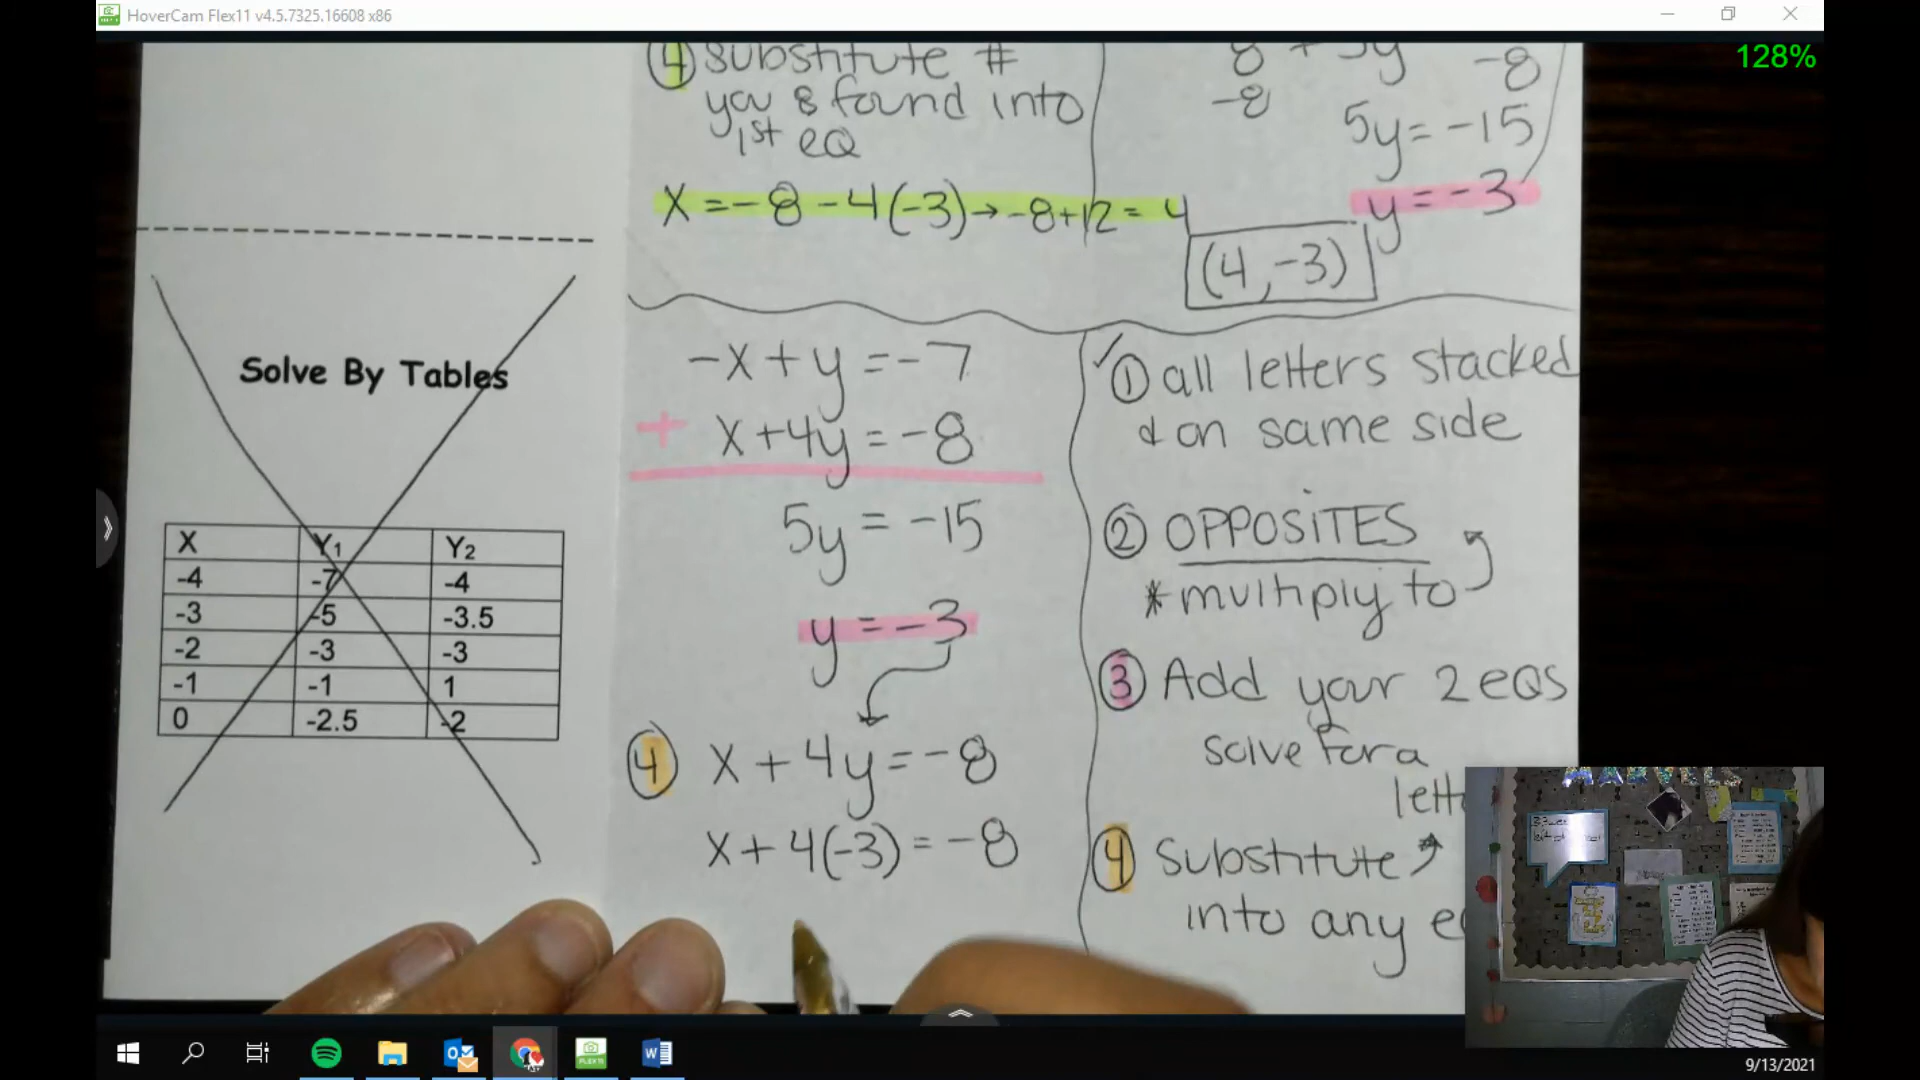 HoverCam Flex11 v4.5.7325.16608 x86
128%
④ substitute #
you 8 found into
1st eQ
X = -8 - 4(-3) → -8+12 = 4
-8
-8
5y = -15
y = -3
(4, -3)
Solve By Tables
X Y₁ Y₂
-4 -7 -4
-3 -5 -3.5
-2 -3 -3
-1 -1 1
0 -2.5 -2
-x + y = -7
+ x + 4y = -8
5y = -15
y = -3
④ x + 4y = -8
x + 4(-3) = -8
✓① all letters stacked
& on same side
② OPPOSITES
* multiply to
③ Add your 2 eQs
solve for a
④ Substitute
into any
9/13/2021